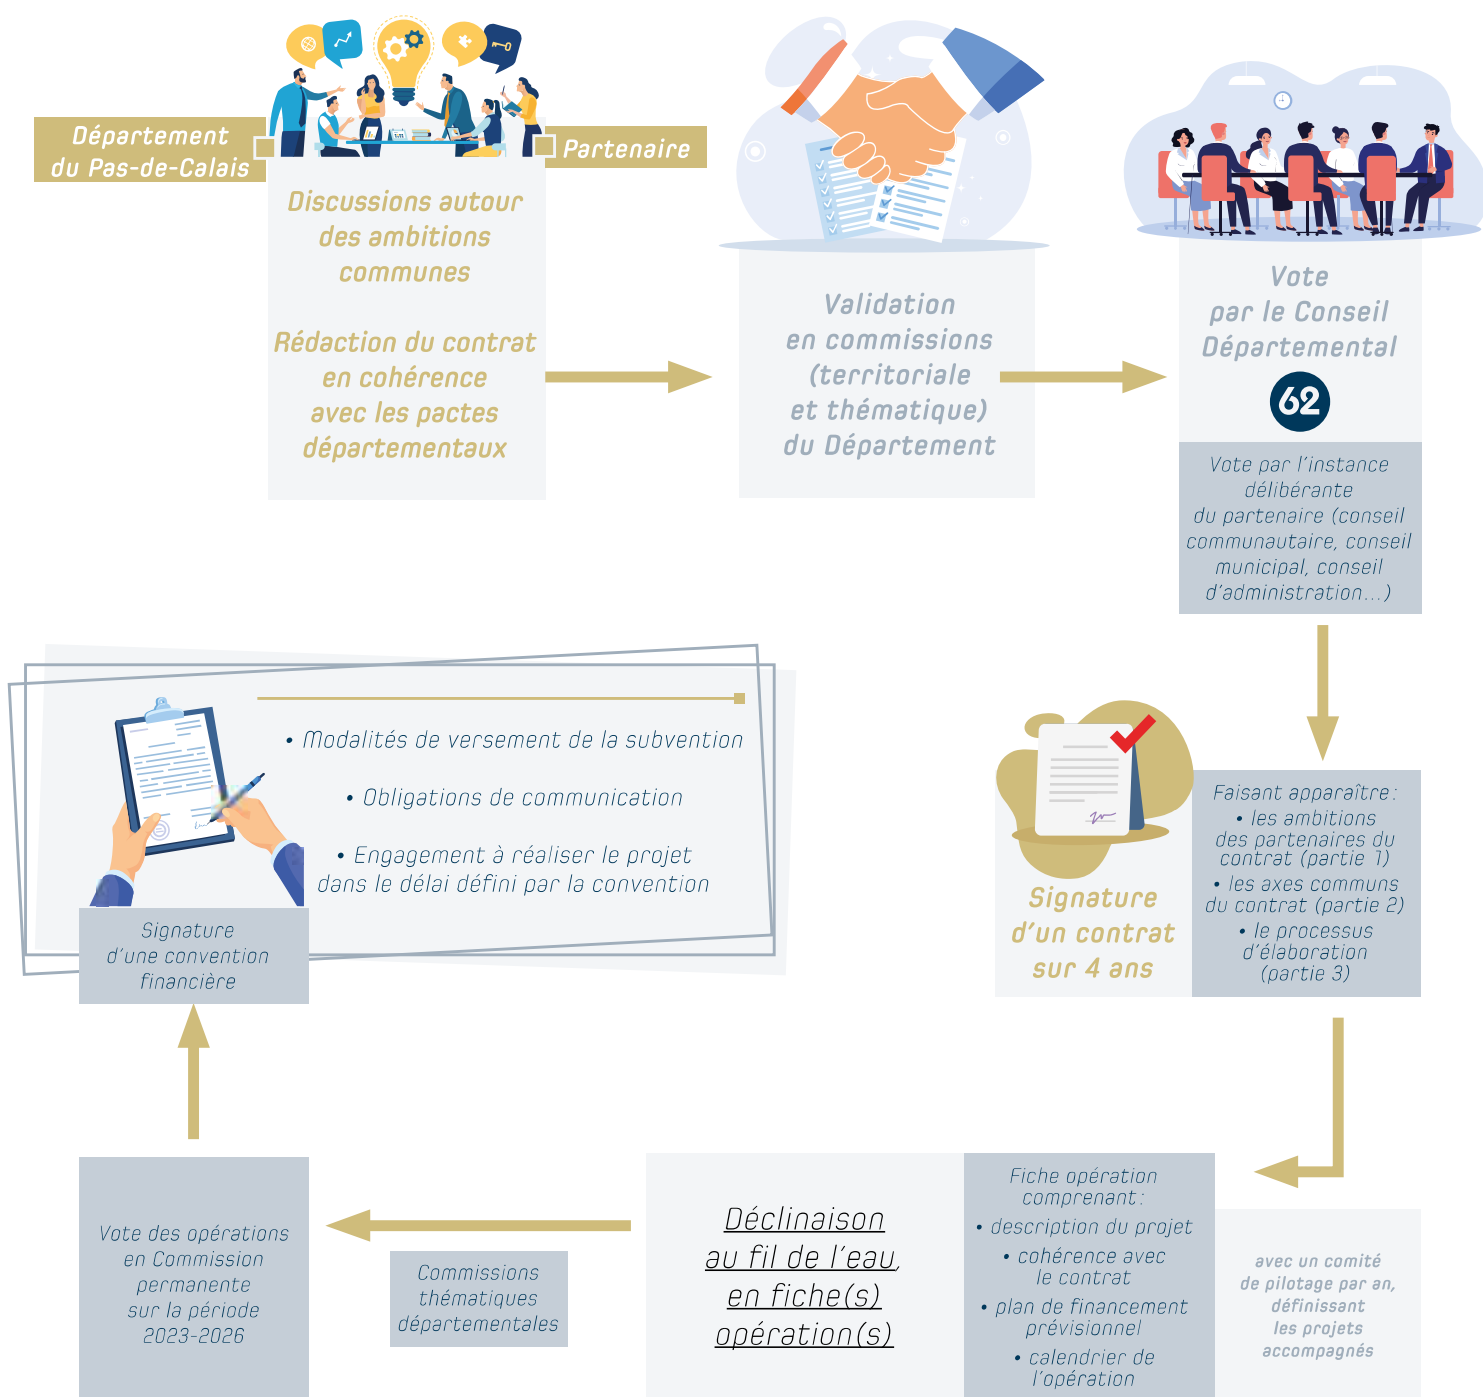 Département
du Pas-de-Calais
Partenaire
Discussions autour
des ambitions
communes
Rédaction du contrat
en cohérence
avec les pactes
départementaux
Validation
en commissions
(territoriale
et thématique)
du Département
Vote
par le Conseil
Départemental
62
Vote par l'instance
délibérante
du partenaire (conseil
communautaire, conseil
municipal, conseil
d'administration...)
Signature
d'un contrat
sur 4 ans
Faisant apparaître :
• les ambitions
des partenaires du
contrat (partie 1)
• les axes communs
du contrat (partie 2)
• le processus
d'élaboration
(partie 3)
avec un comité
de pilotage par an,
définissant
les projets
accompagnés
Fiche opération
comprenant :
• description du projet
• cohérence avec
le contrat
• plan de financement
prévisionnel
• calendrier de
l'opération
Déclinaison
au fil de l'eau,
en fiche(s)
opération(s)
Commissions
thématiques
départementales
Vote des opérations
en Commission
permanente
sur la période
2023-2026
Signature
d'une convention
financière
• Modalités de versement de la subvention
• Obligations de communication
• Engagement à réaliser le projet
dans le délai défini par la convention